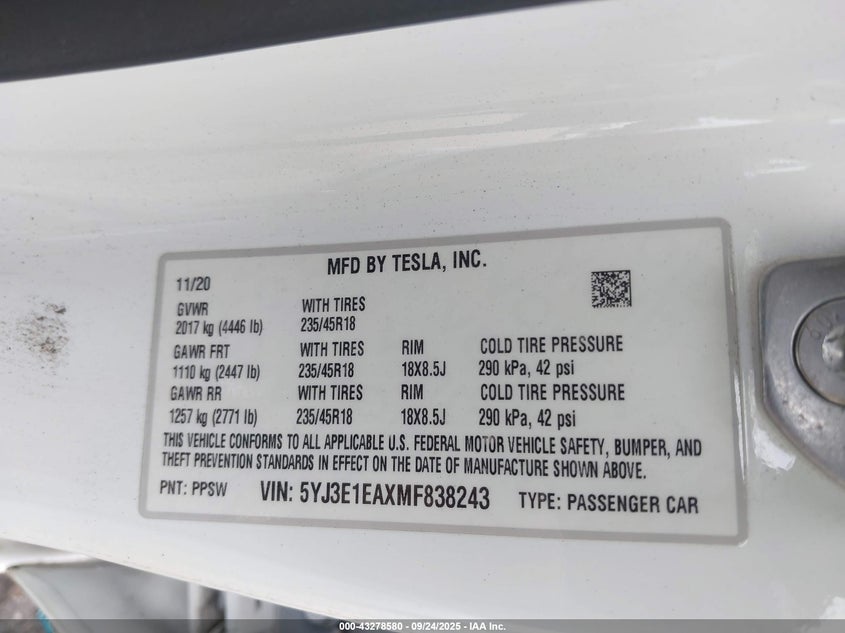 MFD BY TESLA, INC.
11/20
GVWR WITH TIRES
2017 kg (4446 lb) 235/45R18
GAWR FRT WITH TIRES RIM COLD TIRE PRESSURE
1110 kg (2447 lb) 235/45R18 18X8.5J 290 kPa, 42 psi
GAWR RR WITH TIRES RIM COLD TIRE PRESSURE
1257 kg (2771 lb) 235/45R18 18X8.5J 290 kPa, 42 psi
THIS VEHICLE CONFORMS TO ALL APPLICABLE U.S. FEDERAL MOTOR VEHICLE SAFETY, BUMPER, AND
THEFT PREVENTION STANDARDS IN EFFECT ON THE DATE OF MANUFACTURE SHOWN ABOVE.
PNT: PPSW VIN: 5YJ3E1EAXMF838243 TYPE: PASSENGER CAR
000-43278580 - 09/24/2025 - IAA Inc.